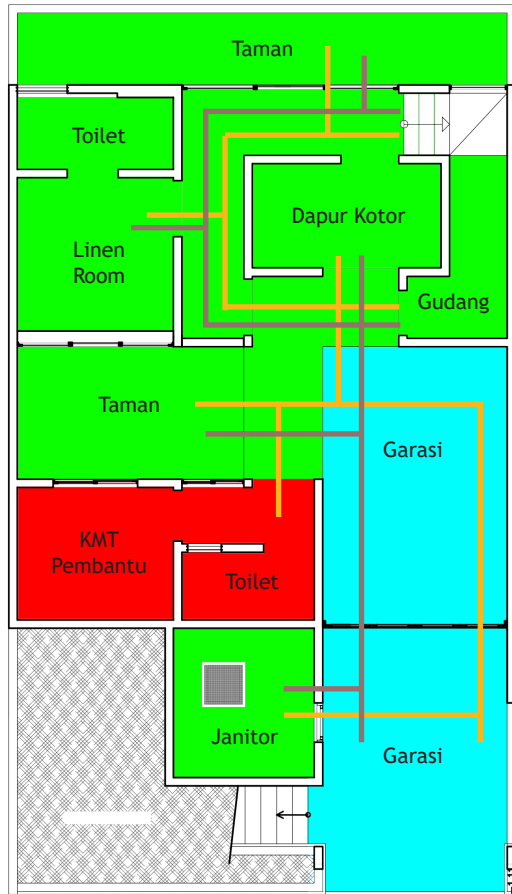 Taman
Toilet
Dapur Kotor
Linen
Room
Gudang
Taman
Garasi
KMT
Pembantu
Toilet
Janitor
Garasi